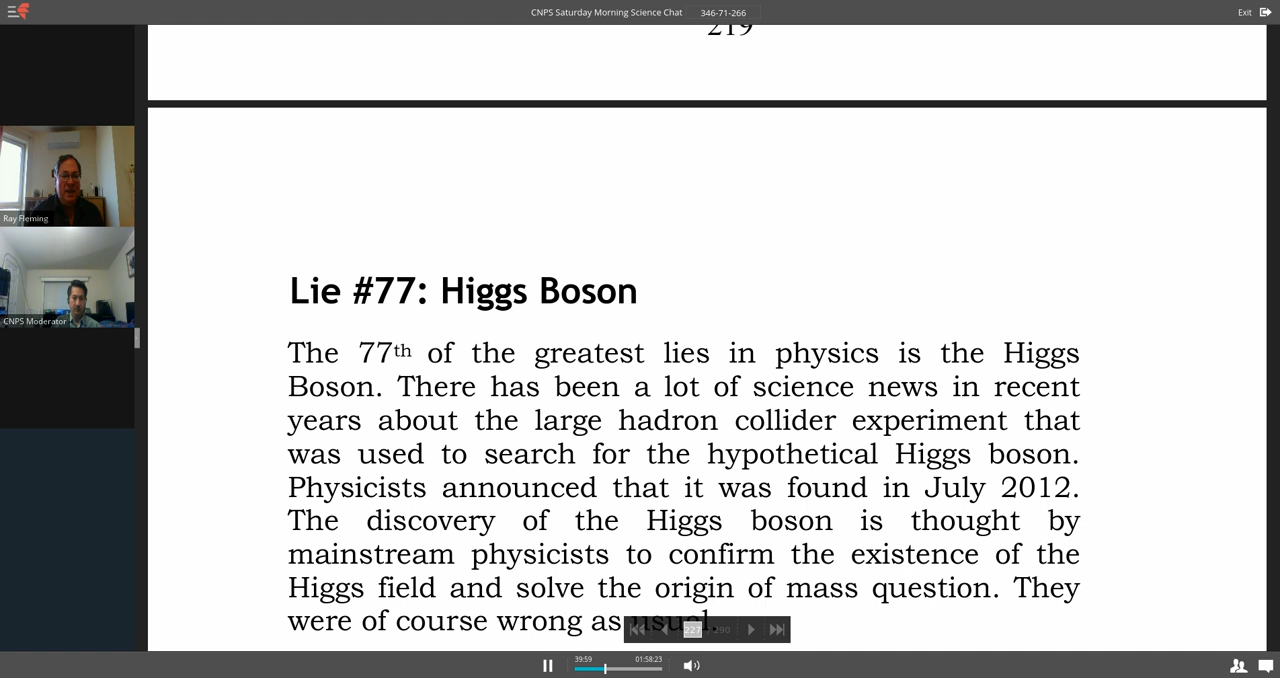 CNPS Saturday Morning Science Chat 346-71-266
Exit
219
Ray Fleming
CNPS Moderator
Lie #77: Higgs Boson
The 77th of the greatest lies in physics is the Higgs
Boson. There has been a lot of science news in recent
years about the large hadron collider experiment that
was used to search for the hypothetical Higgs boson.
Physicists announced that it was found in July 2012.
The discovery of the Higgs boson is thought by
mainstream physicists to confirm the existence of the
Higgs field and solve the origin of mass question. They
were of course wrong as usual.
227 / 290
39:59 01:58:23